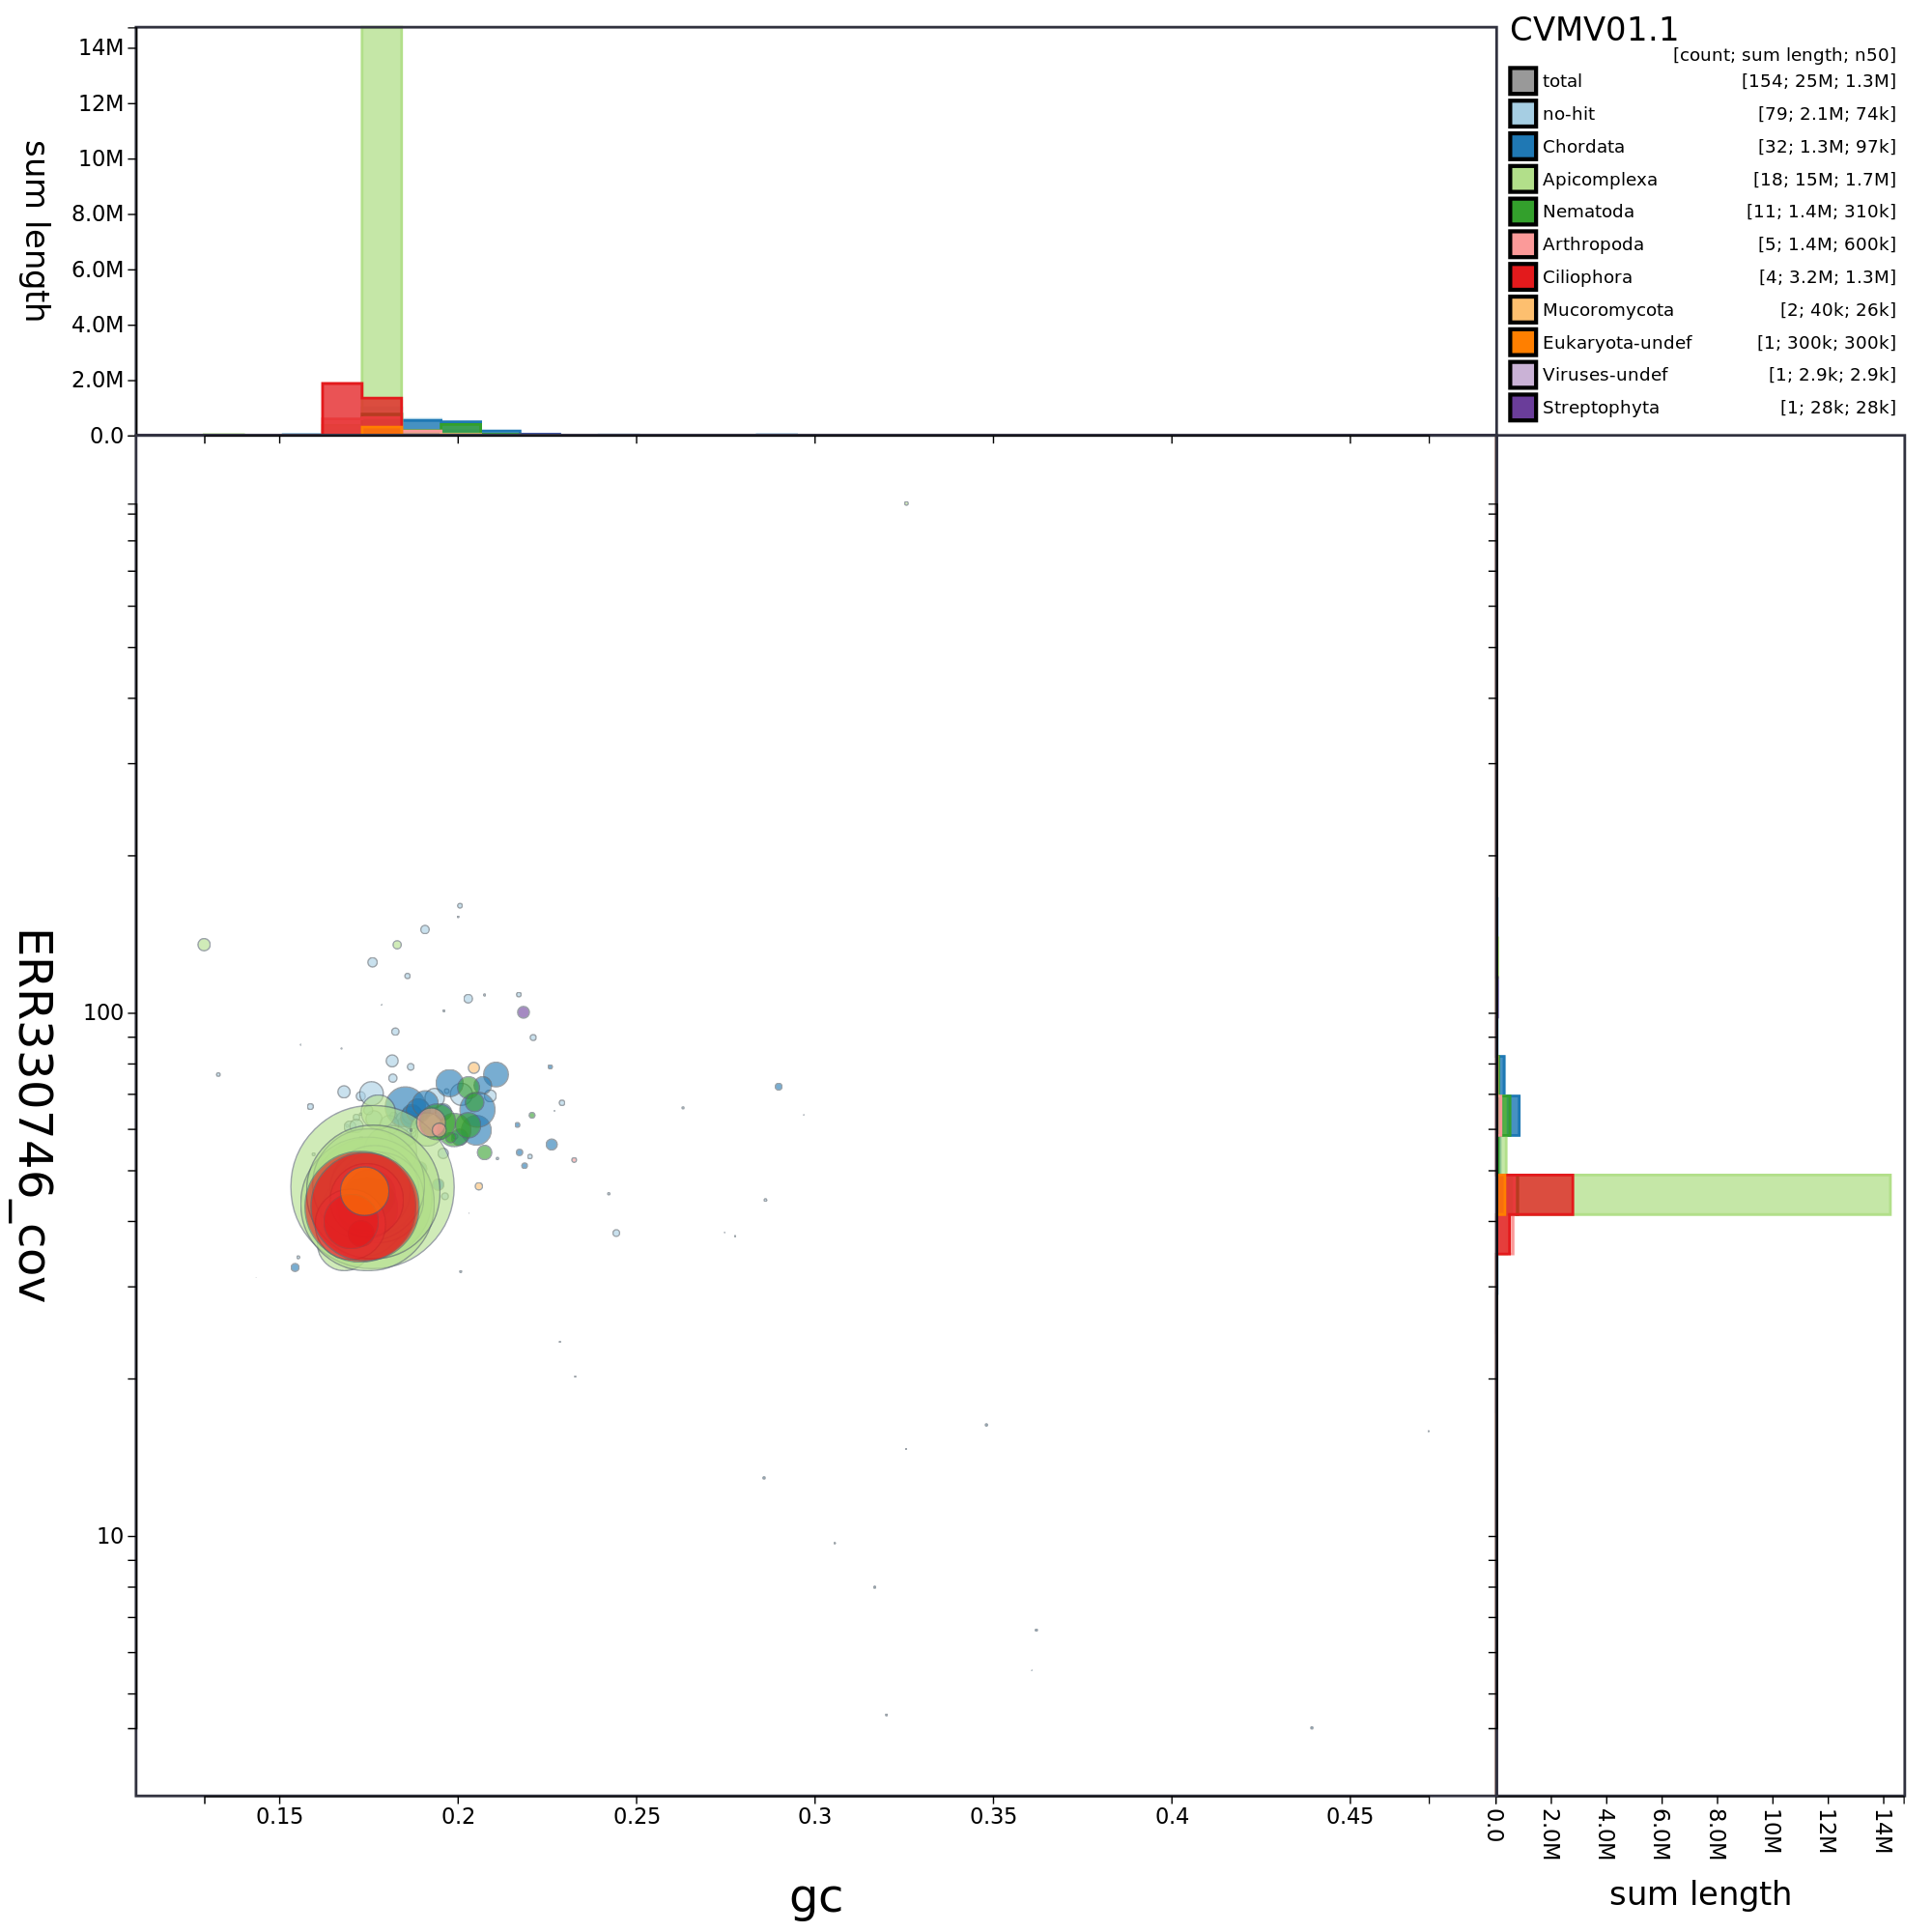 CVMV01.1
[count; sum length; n50]
total [154; 25M; 1.3M]
no-hit [79; 2.1M; 74k]
Chordata [32; 1.3M; 97k]
Apicomplexa [18; 15M; 1.7M]
Nematoda [11; 1.4M; 310k]
Arthropoda [5; 1.4M; 600k]
Ciliophora [4; 3.2M; 1.3M]
Mucoromycota [2; 40k; 26k]
Eukaryota-undef [1; 300k; 300k]
Viruses-undef [1; 2.9k; 2.9k]
Streptophyta [1; 28k; 28k]
sum length
14M
12M
10M
8.0M
6.0M
4.0M
2.0M
0.0
ERR330746_cov
100
10
0.15 0.2 0.25 0.3 0.35 0.4 0.45
gc
0.0 2.0M 4.0M 6.0M 8.0M 10M 12M 14M
sum length